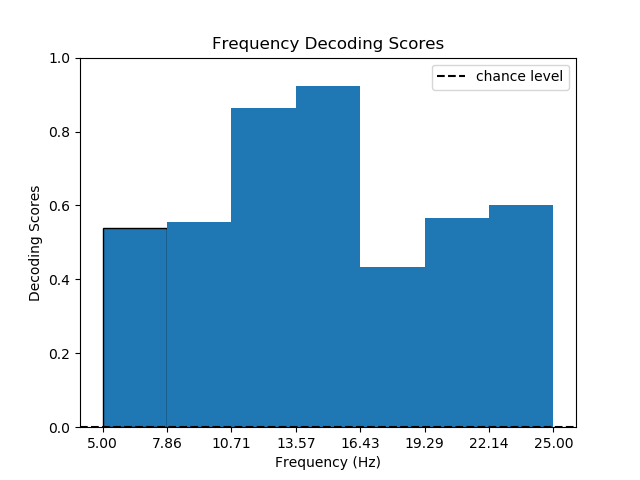 Frequency Decoding Scores
chance level
1.0
0.8
0.6
0.4
0.2
0.0
Decoding Scores
5.00 7.86 10.71 13.57 16.43 19.29 22.14 25.00
Frequency (Hz)